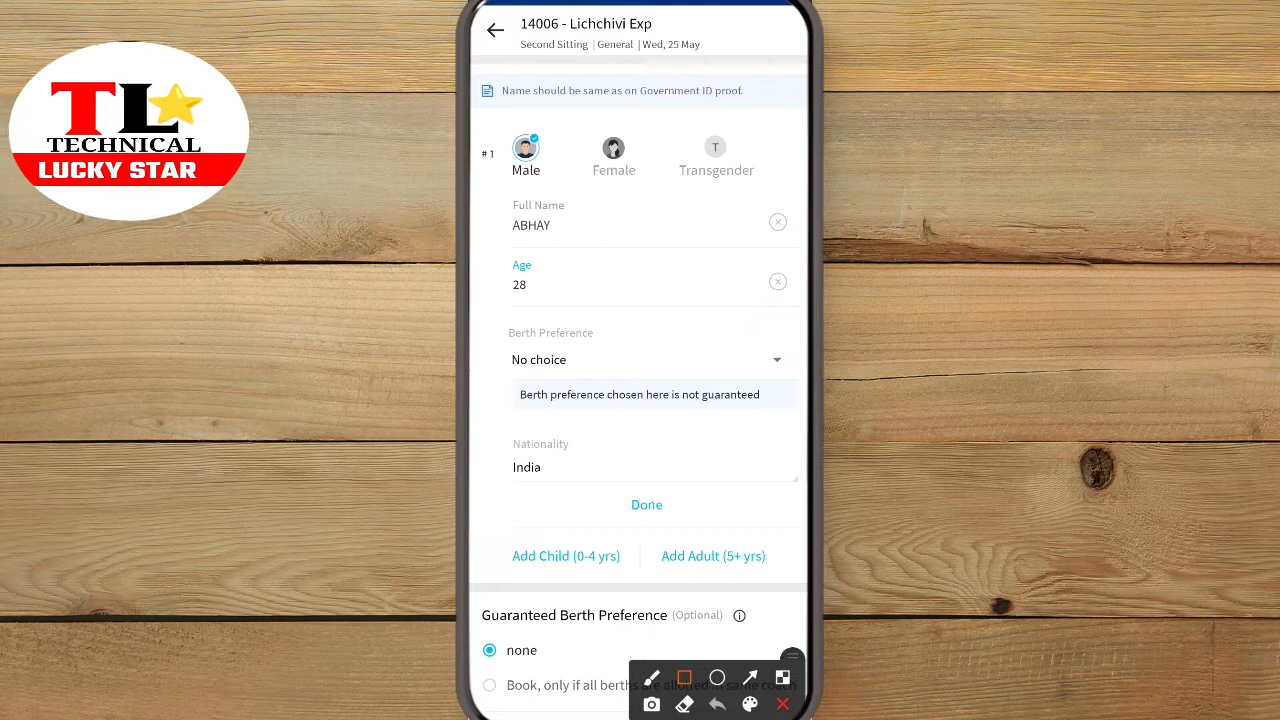 TL
TECHNICAL
LUCKY STAR
14006 - Lichchivi Exp
Second Sitting | General | Wed, 25 May
Name should be same as on Government ID proof.
# 1
T
Male
Female
Transgender
Full Name
ABHAY
Age
28
Berth Preference
No choice
Berth preference chosen here is not guaranteed
Nationality
India
Done
Add Child (0-4 yrs)
Add Adult (5+ yrs)
Guaranteed Berth Preference (Optional)
none
Book, only if all berths are allotted in same coach